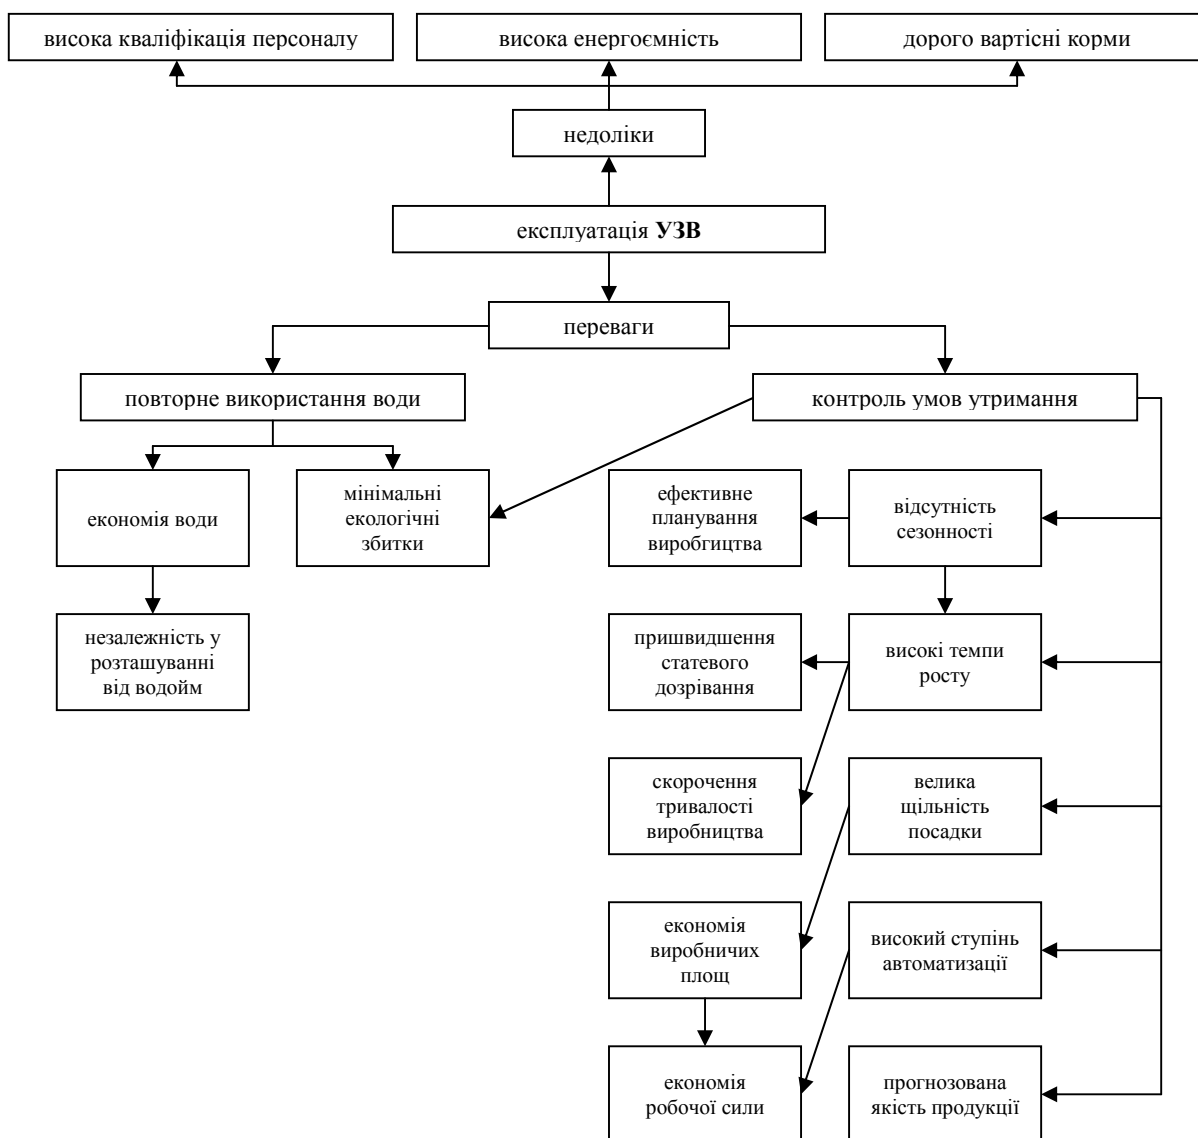 висока кваліфікація персоналу
висока енергоємність
дорого вартісні корми
недоліки
експлуатація УЗВ
переваги
повторне використання води
контроль умов утримання
економія води
мінімальні
екологічні
збитки
ефективне
планування
виробгицтва
відсутність
сезонності
незалежність у
розташуванні
від водойм
пришвидшення
статевого
дозрівання
високі темпи
росту
скорочення
тривалості
виробництва
велика
щільність
посадки
економія
виробничих
площ
високий ступінь
автоматизації
економія
робочої сили
прогнозована
якість продукції